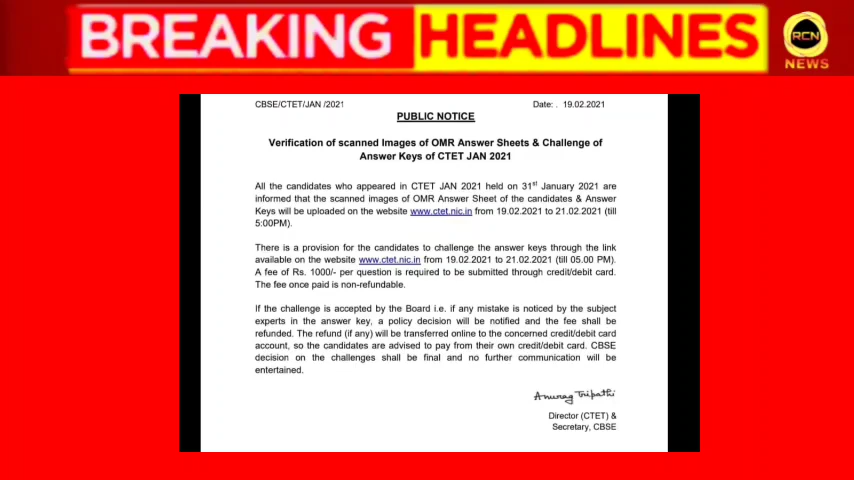 BREAKING HEADLINES
RCN
NEWS
CBSE/CTET/JAN /2021 Date: . 19.02.2021
PUBLIC NOTICE
Verification of scanned Images of OMR Answer Sheets & Challenge of
Answer Keys of CTET JAN 2021
All the candidates who appeared in CTET JAN 2021 held on 31st January 2021 are
informed that the scanned images of OMR Answer Sheet of the candidates & Answer
Keys will be uploaded on the website www.ctet.nic.in from 19.02.2021 to 21.02.2021 (till
5:00PM).
There is a provision for the candidates to challenge the answer keys through the link
available on the website www.ctet.nic.in from 19.02.2021 to 21.02.2021 (till 05.00 PM).
A fee of Rs. 1000/- per question is required to be submitted through credit/debit card.
The fee once paid is non-refundable.
If the challenge is accepted by the Board i.e. if any mistake is noticed by the subject
experts in the answer key, a policy decision will be notified and the fee shall be
refunded. The refund (if any) will be transferred online to the concerned credit/debit card
account, so the candidates are advised to pay from their own credit/debit card. CBSE
decision on the challenges shall be final and no further communication will be
entertained.
Anurag Tripathi
Director (CTET) &
Secretary, CBSE